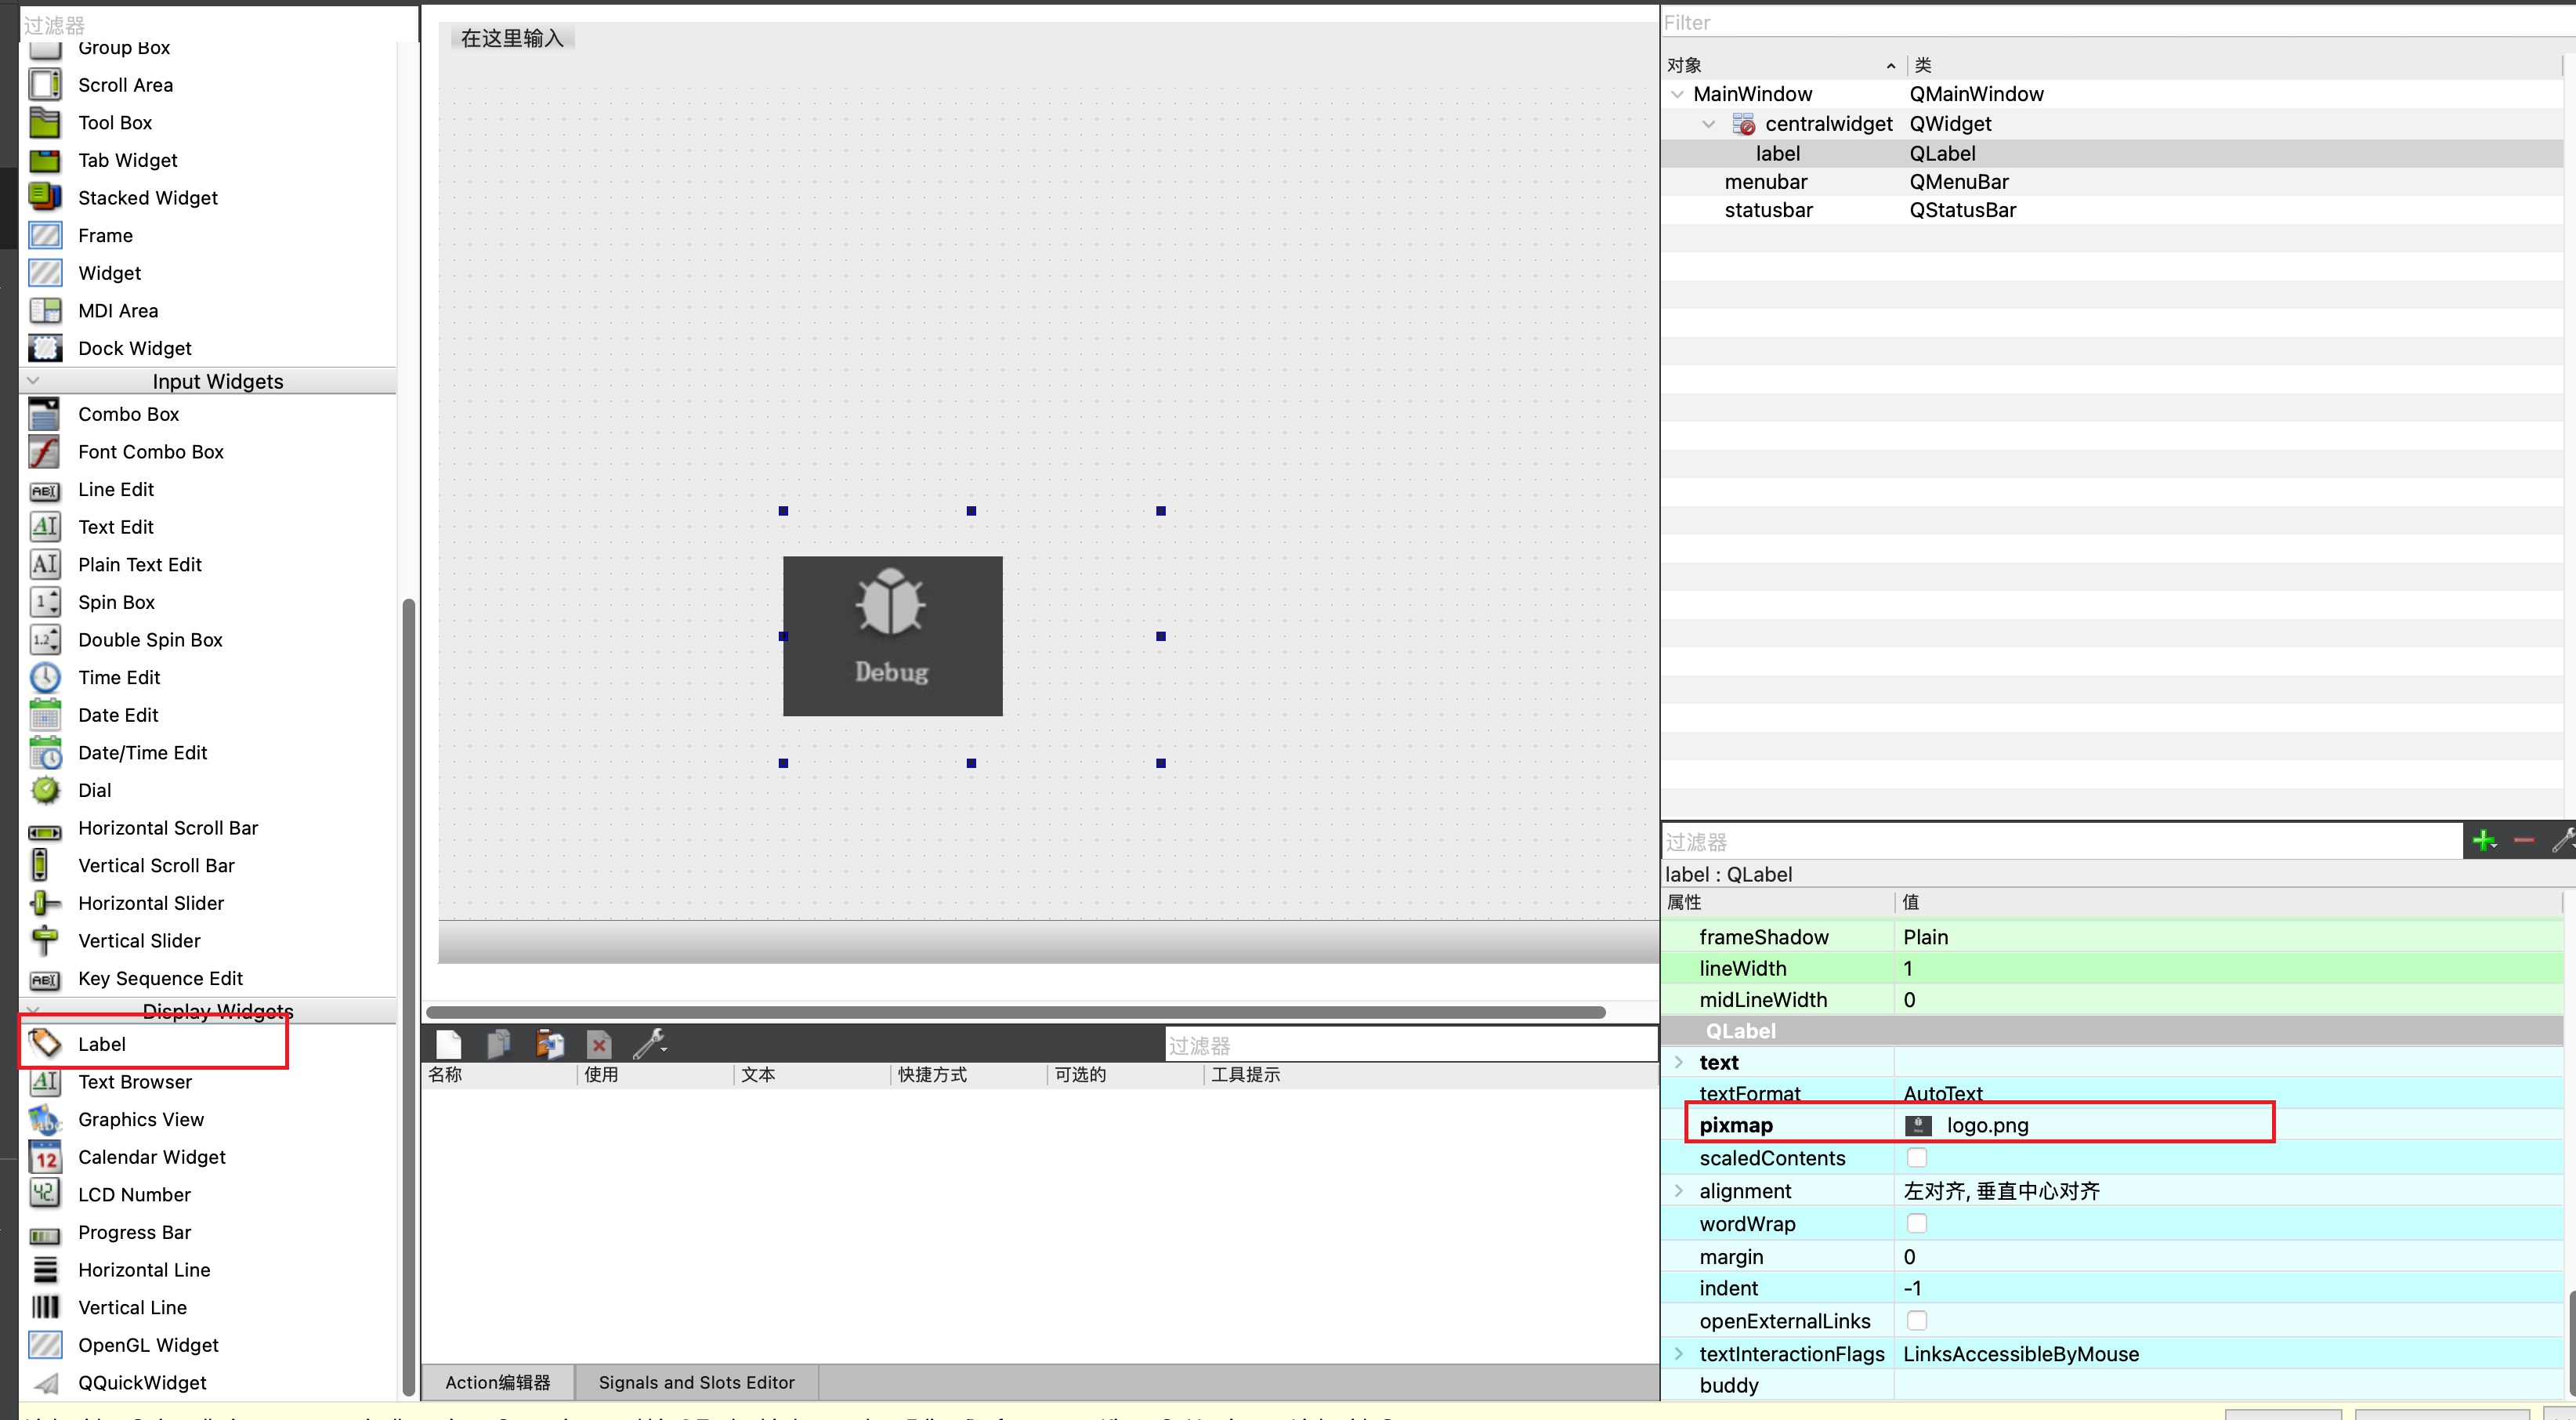 过滤器
Group Box
Scroll Area
Tool Box
Tab Widget
Stacked Widget
Frame
Widget
MDI Area
Dock Widget
Input Widgets
Combo Box
Font Combo Box
Line Edit
Text Edit
Plain Text Edit
Spin Box
Double Spin Box
Time Edit
Date Edit
Date/Time Edit
Dial
Horizontal Scroll Bar
Vertical Scroll Bar
Horizontal Slider
Vertical Slider
Key Sequence Edit
Display Widgets
Label
Text Browser
Graphics View
Calendar Widget
LCD Number
Progress Bar
Horizontal Line
Vertical Line
OpenGL Widget
QQuickWidget
在这里输入
Debug
过滤器
名称 使用 文本 快捷方式 可选的 工具提示
Action编辑器 Signals and Slots Editor
Filter
对象 类
MainWindow QMainWindow
centralwidget QWidget
label QLabel
menubar QMenuBar
statusbar QStatusBar
过滤器
label : QLabel
属性 值
frameShadow Plain
lineWidth 1
midLineWidth 0
QLabel
text
textFormat AutoText
pixmap logo.png
scaledContents
alignment 左对齐, 垂直中心对齐
wordWrap
margin 0
indent -1
openExternalLinks
textInteractionFlags LinksAccessibleByMouse
buddy